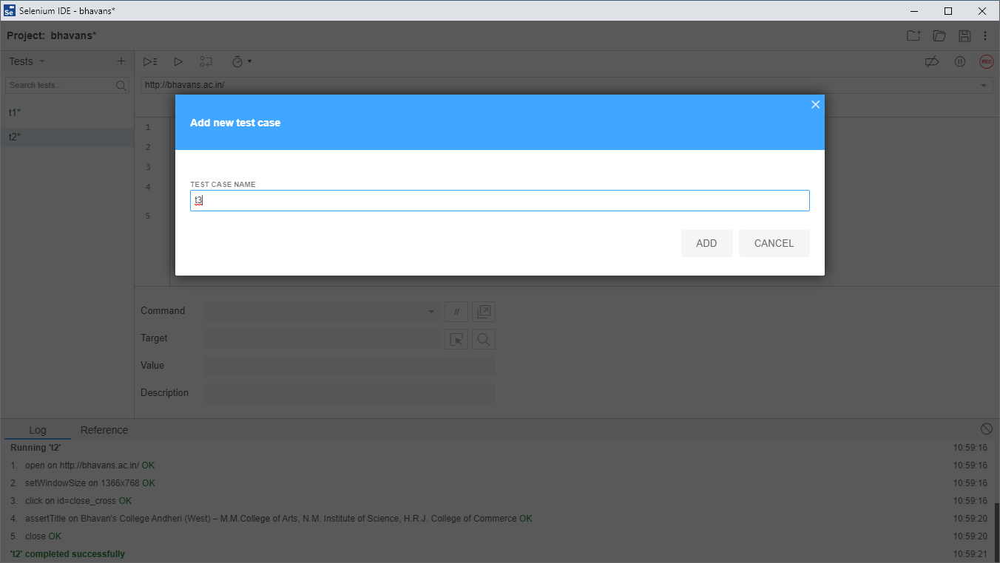 Selenium IDE - bhavans*
Project: bhavans*
Tests
Search tests...
http://bhavans.ac.in/
REC
t1*
t2*
1
2
3
4
5
Add new test case
TEST CASE NAME
t3
ADD
CANCEL
Command
//
Target
Value
Description
Log Reference
Running 't2' 10:59:16
1. open on http://bhavans.ac.in/ OK 10:59:16
2. setWindowSize on 1366x768 OK 10:59:16
3. click on id=close_cross OK 10:59:16
4. assertTitle on Bhavan's College Andheri (West) – M.M.College of Arts, N.M. Institute of Science, H.R.J. College of Commerce OK 10:59:20
5. close OK 10:59:20
't2' completed successfully 10:59:21